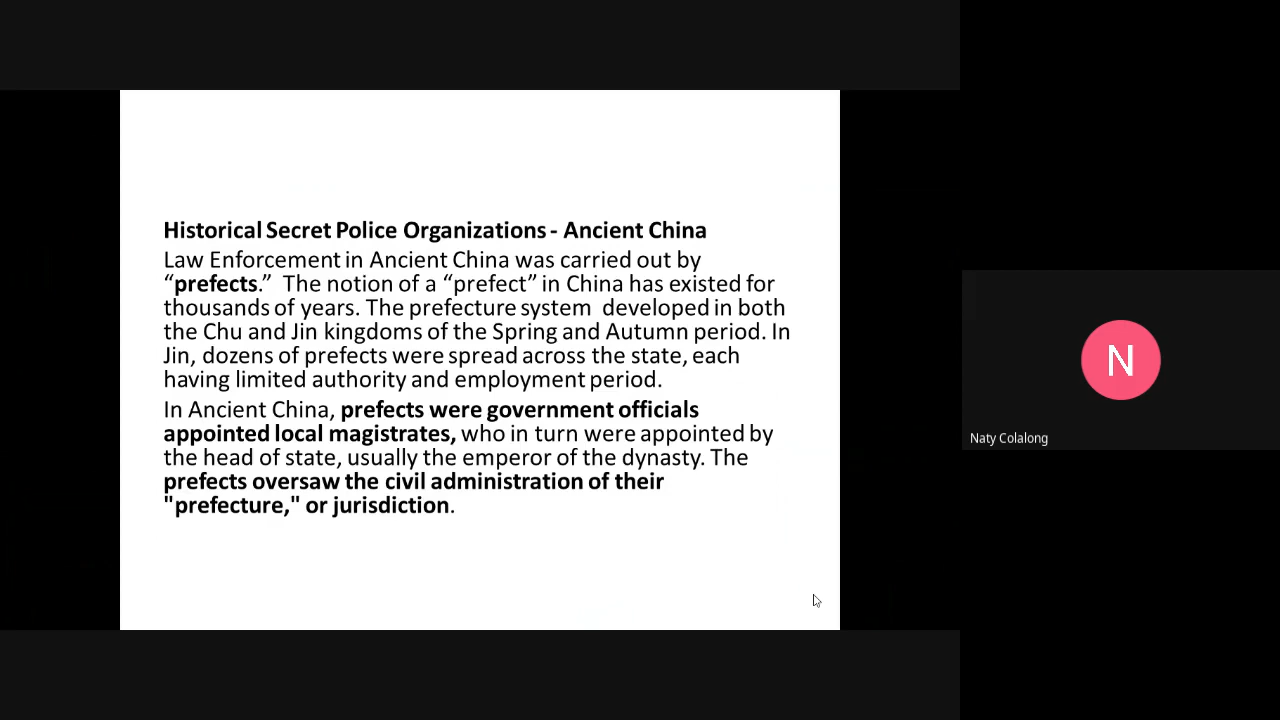 Historical Secret Police Organizations - Ancient China
Law Enforcement in Ancient China was carried out by
“prefects.”  The notion of a “prefect” in China has existed for
thousands of years. The prefecture system  developed in both
the Chu and Jin kingdoms of the Spring and Autumn period. In
Jin, dozens of prefects were spread across the state, each
having limited authority and employment period.
In Ancient China, prefects were government officials
appointed local magistrates, who in turn were appointed by
the head of state, usually the emperor of the dynasty. The
prefects oversaw the civil administration of their
"prefecture," or jurisdiction.
N
Naty Colalong